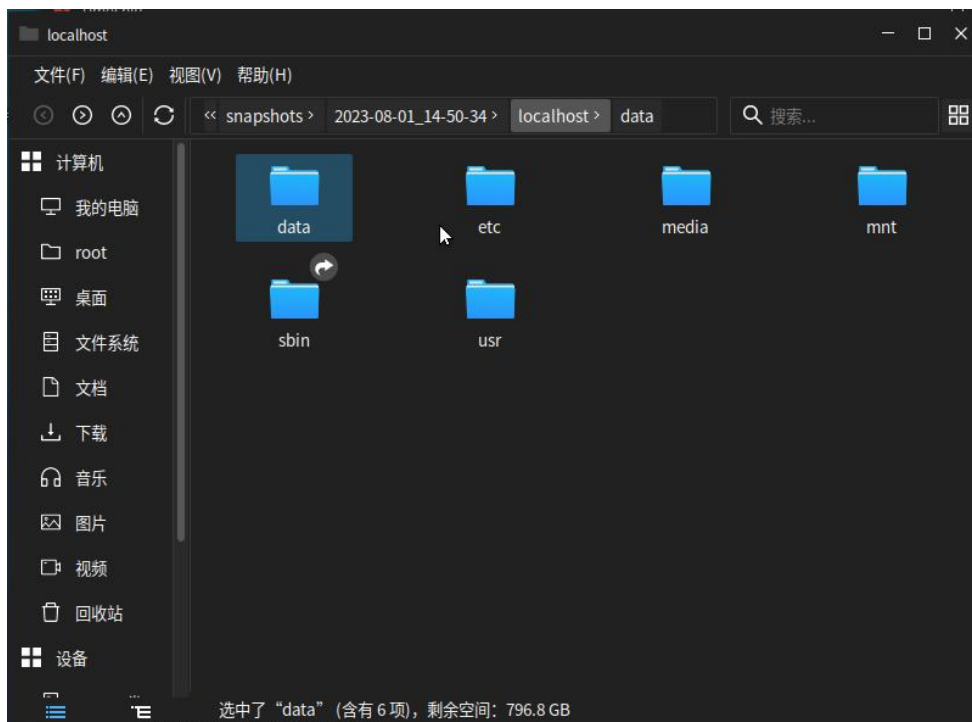 localhost
文件(F) 编辑(E) 视图(V) 帮助(H)
snapshots 2023-08-01_14-50-34 localhost data 搜索...
计算机
我的电脑
root
桌面
文件系统
文档
下载
音乐
图片
视频
回收站
设备
data etc media mnt
sbin usr
选中了“data” (含有 6 项)，剩余空间：796.8 GB